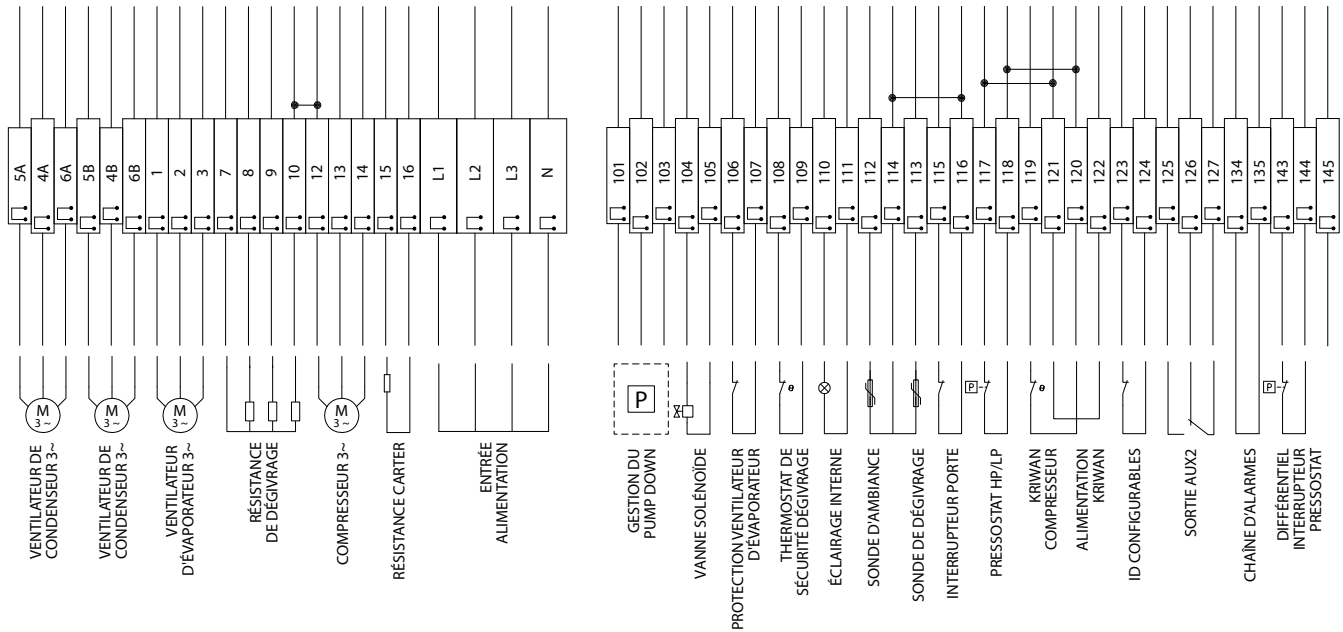 5A
4A
6A
5B
4B
6B
1
2
3
7
8
9
10
12
13
14
15
16
L1
L2
L3
N
101
102
103
104
105
106
107
108
109
110
111
112
114
113
115
116
117
118
119
121
120
122
123
124
125
126
127
134
135
143
144
145
M
3 ~
M
3 ~
M
3 ~
M
3 ~
P
θ
P
θ
P
VENTILATEUR DE
CONDENSEUR 3~
VENTILATEUR DE
CONDENSEUR 3~
VENTILATEUR
D'ÉVAPORATEUR 3~
RÉSISTANCE
DE DÉGIVRAGE
COMPRESSEUR 3~
RÉSISTANCE CARTER
ENTRÉE
ALIMENTATION
GESTION DU
PUMP DOWN
VANNE SOLÉNOÏDE
PROTECTION VENTILATEUR
D'ÉVAPORATEUR
THERMOSTAT DE
SÉCURITÉ DÉGIVRAGE
ÉCLAIRAGE INTERNE
SONDE D'AMBIANCE
SONDE DE DÉGIVRAGE
INTERRUPTEUR PORTE
PRESSOSTAT HP/LP
KRIWAN
COMPRESSEUR
ALIMENTATION
KRIWAN
ID CONFIGURABLES
SORTIE AUX2
CHAÎNE D'ALARMES
DIFFÉRENTIEL
INTERRUPTEUR
PRESSOSTAT